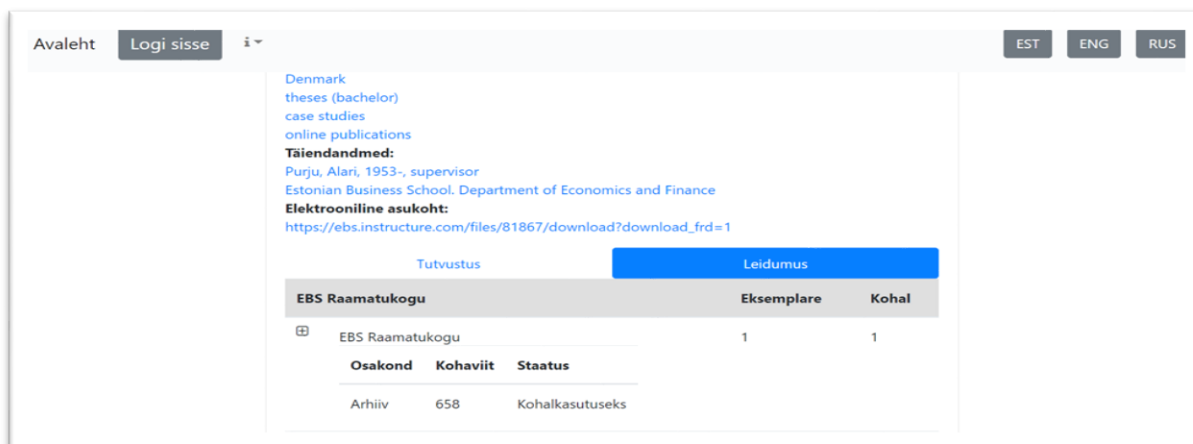 Avaleht Logi sisse i EST ENG RUS
Denmark
theses (bachelor)
case studies
online publications
Täiendandmed:
Purju, Alari, 1953-, supervisor
Estonian Business School. Department of Economics and Finance
Elektrooniline asukoht:
https://ebs.instructure.com/files/81867/download?download_frd=1
Tutvustus Leidumus
EBS Raamatukogu Eksemplare Kohal
EBS Raamatukogu 1 1
Osakond Kohaviit Staatus
Arhiiv 658 Kohalkasutuseks